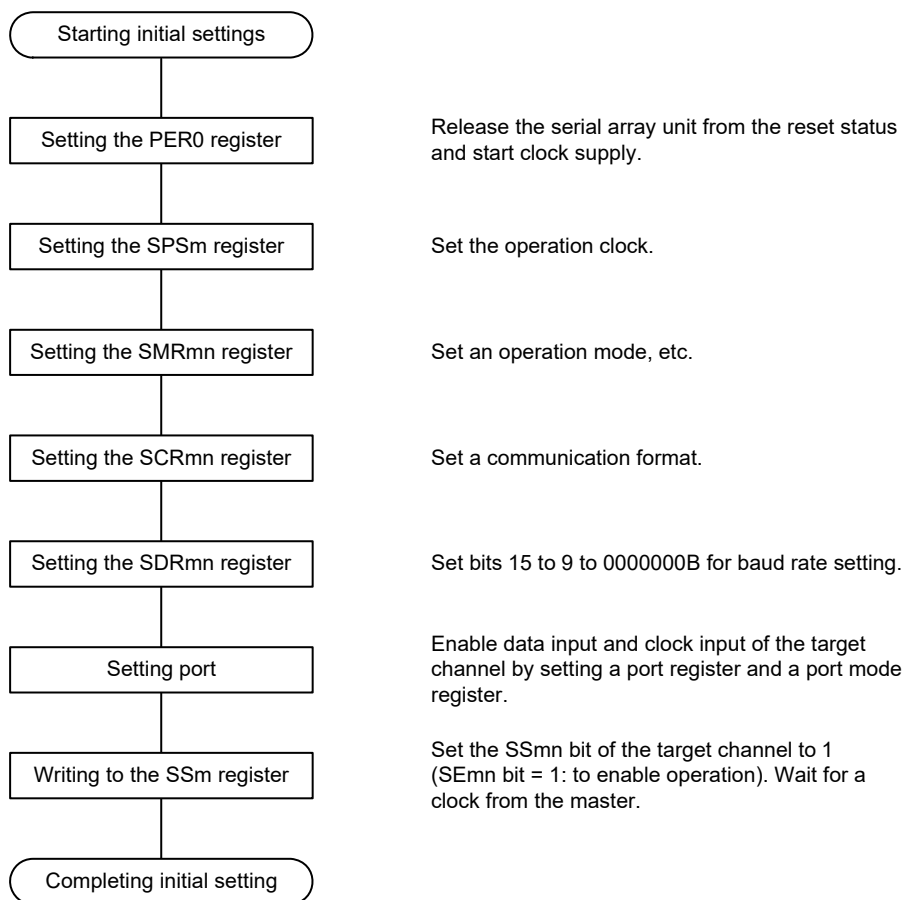 Starting initial settings
Setting the PER0 register
Release the serial array unit from the reset status
and start clock supply.
Setting the SPSm register
Set the operation clock.
Setting the SMRmn register
Set an operation mode, etc.
Setting the SCRmn register
Set a communication format.
Setting the SDRmn register
Set bits 15 to 9 to 0000000B for baud rate setting.
Setting port
Enable data input and clock input of the target
channel by setting a port register and a port mode
register.
Writing to the SSm register
Set the SSmn bit of the target channel to 1
(SEmn bit = 1: to enable operation). Wait for a
clock from the master.
Completing initial setting